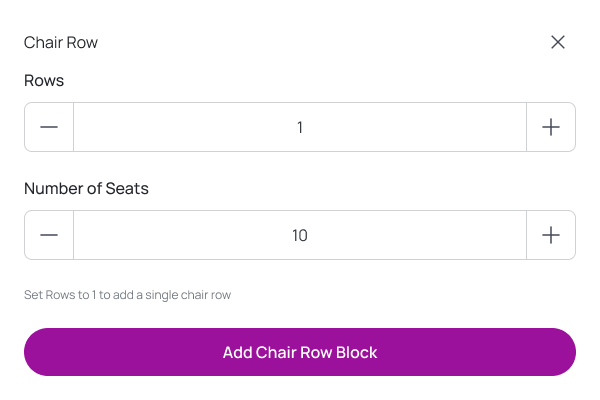 Chair Row
Rows
1
Number of Seats
10
Set Rows to 1 to add a single chair row
Add Chair Row Block